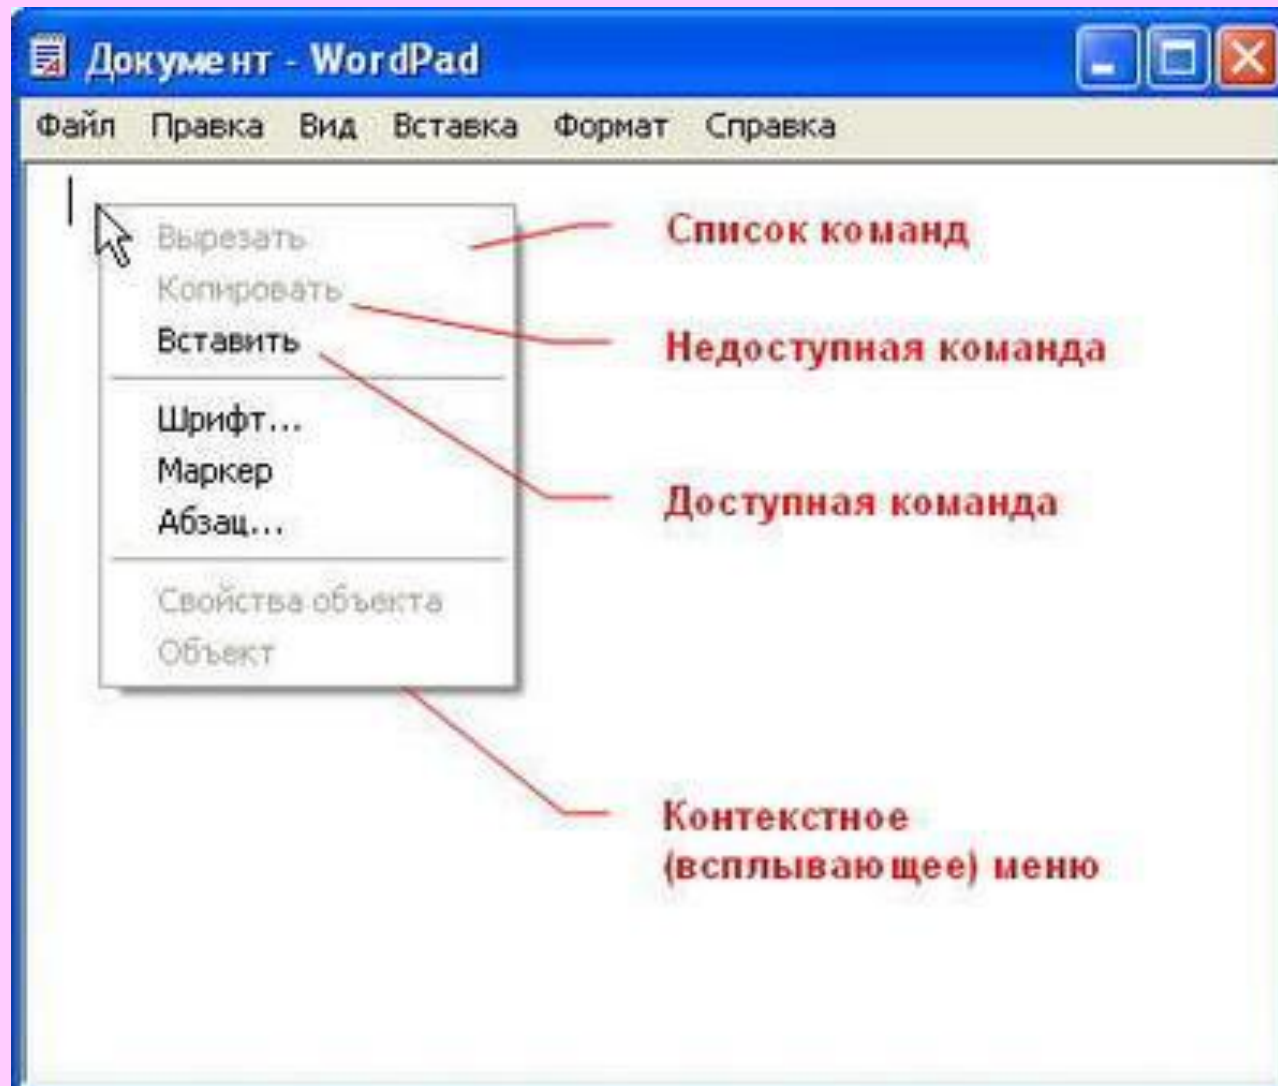 Документ - WordPad
Файл Правка Вид Вставка Формат Справка
Вырезать
Копировать
Вставить
Шрифт...
Маркер
Абзац...
Свойства объекта
Объект
Список команд
Недоступная команда
Доступная команда
Контекстное
(всплывающее) меню